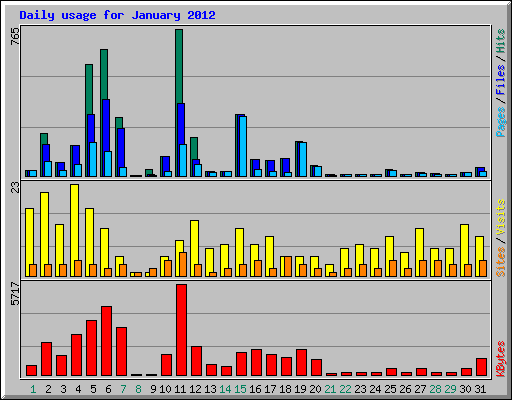 Daily usage for January 2012
765
Pages / Files / Hits
23
Sites / Visits
5717
KBytes
1 2 3 4 5 6 7 8 9 10 11 12 13 14 15 16 17 18 19 20 21 22 23 24 25 26 27 28 29 30 31